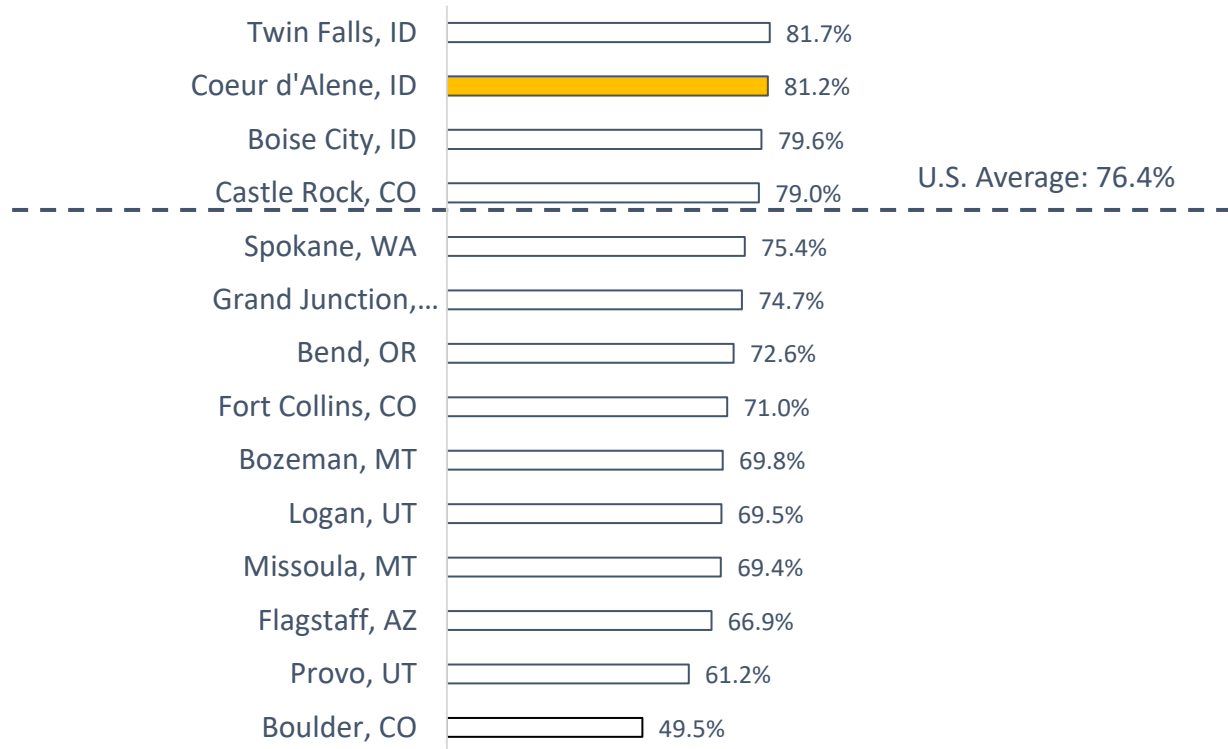 Twin Falls, ID 81.7%
Coeur d'Alene, ID 81.2%
Boise City, ID 79.6%
U.S. Average: 76.4%
Castle Rock, CO 79.0%
Spokane, WA 75.4%
Grand Junction,... 74.7%
Bend, OR 72.6%
Fort Collins, CO 71.0%
Bozeman, MT 69.8%
Logan, UT 69.5%
Missoula, MT 69.4%
Flagstaff, AZ 66.9%
Provo, UT 61.2%
Boulder, CO 49.5%